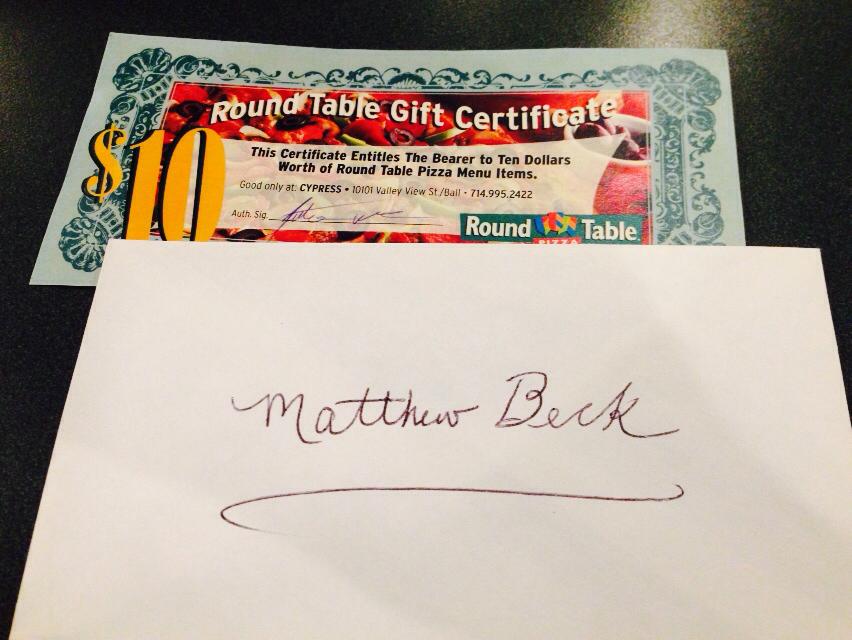 Round Table Gift Certificate
$10
This Certificate Entitles The Bearer to Ten Dollars
Worth of Round Table Pizza Menu Items.
Good only at: CYPRESS • 10101 Valley View St./Ball • 714.995.2422
Auth. Sig.
Round Table
PIZZA
Matthew Beck